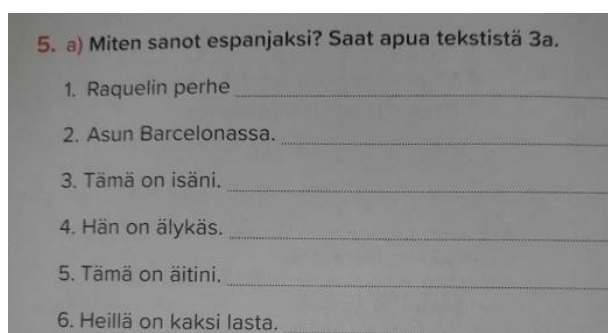 5. a) Miten sanot espanjaksi? Saat apua tekstistä 3a.
1. Raquelin perhe
2. Asun Barcelonassa.
3. Tämä on isäni.
4. Hän on älykäs.
5. Tämä on äitini.
6. Heillä on kaksi lasta.